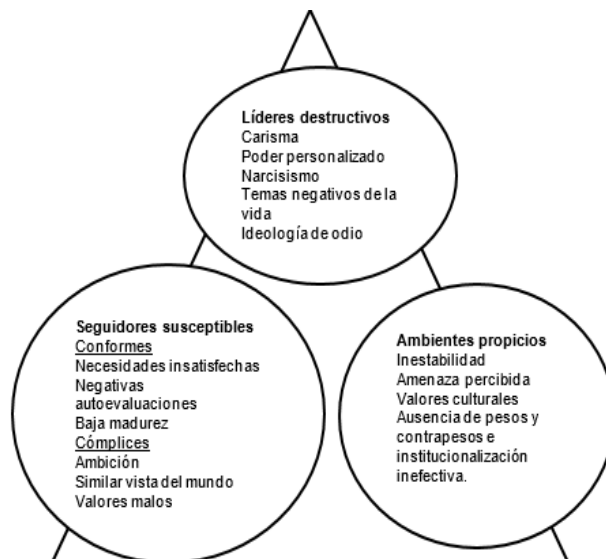 Líderes destructivos
Carisma
Poder personalizado
Narcisismo
Temas negativos de la
vida
Ideología de odio
Seguidores susceptibles
Conformes
Necesidades insatisfechas
Negativas
autoevaluaciones
Baja madurez
Cómplices
Ambición
Similar vista del mundo
Valores malos
Ambientes propicios
Inestabilidad
Amenaza percibida
Valores culturales
Ausencia de pesos y
contrapesos e
institucionalización
inefectiva.